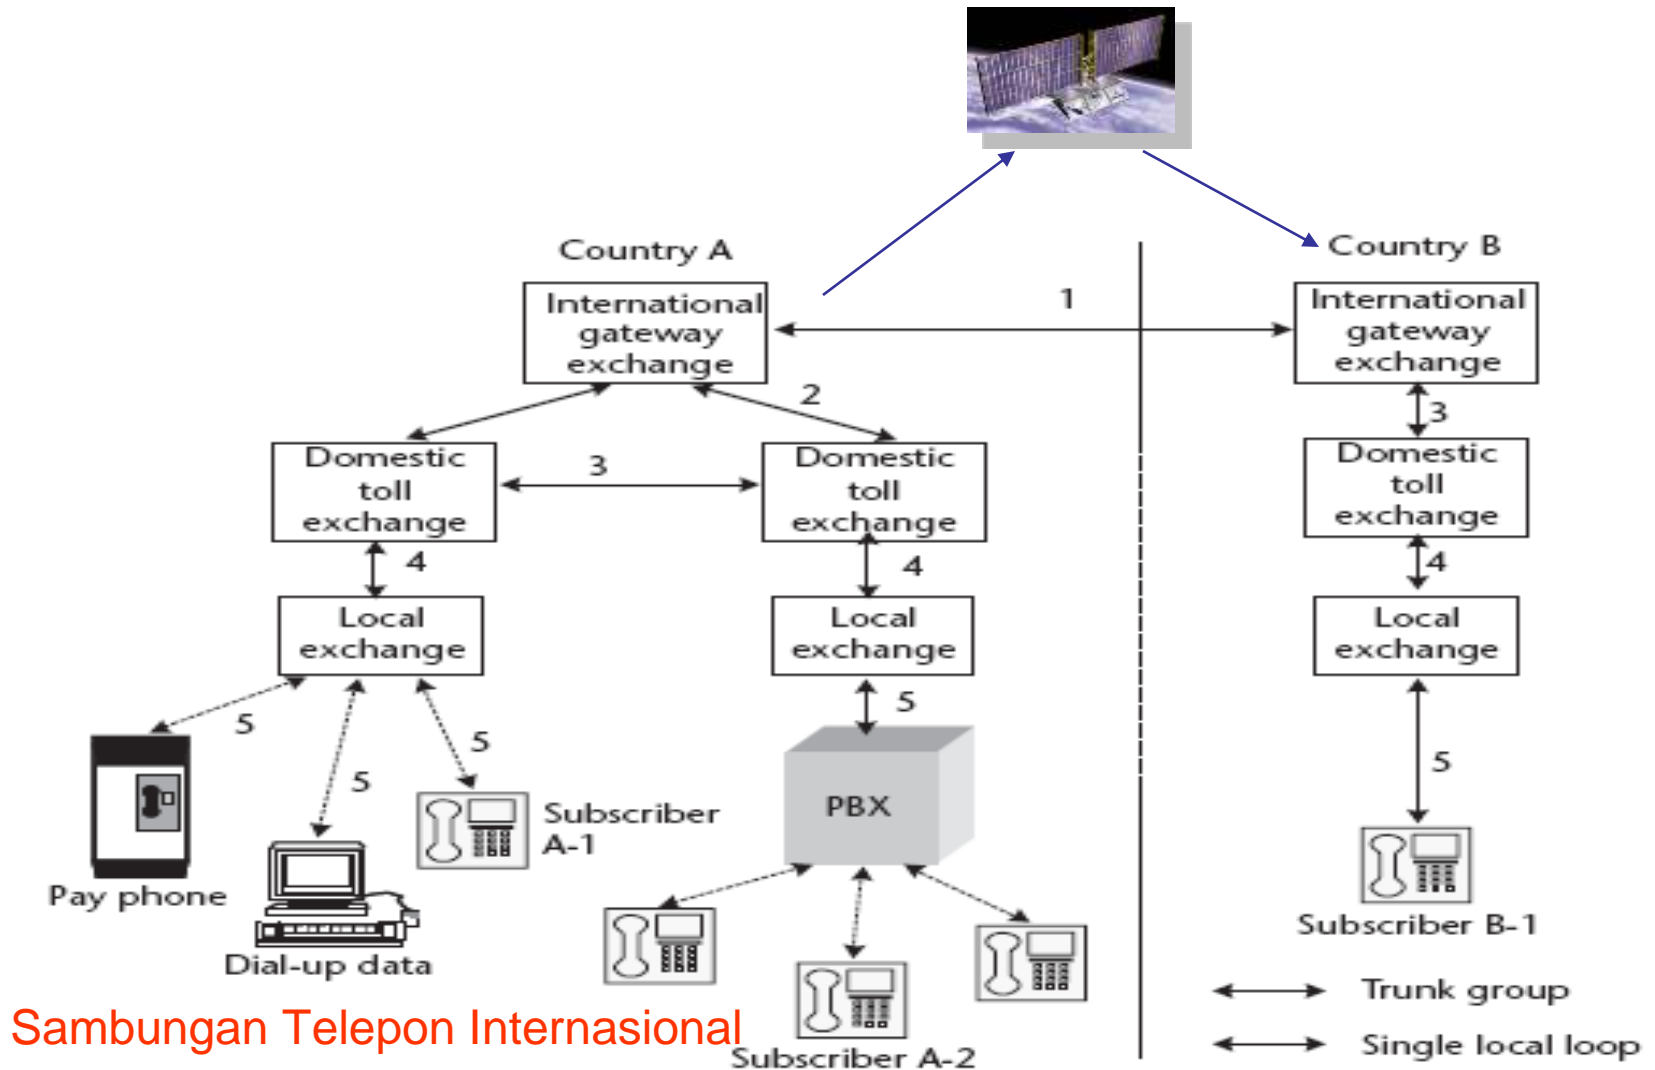 Country A
Country B
International
gateway
exchange
1
International
gateway
exchange
2
3
Domestic
toll
exchange
3
Domestic
toll
exchange
Domestic
toll
exchange
4
4
4
Local
exchange
Local
exchange
Local
exchange
5
5
5
5
5
Subscriber
A-1
PBX
Pay phone
Dial-up data
Subscriber B-1
Subscriber A-2
Trunk group
Single local loop
Sambungan Telepon Internasional